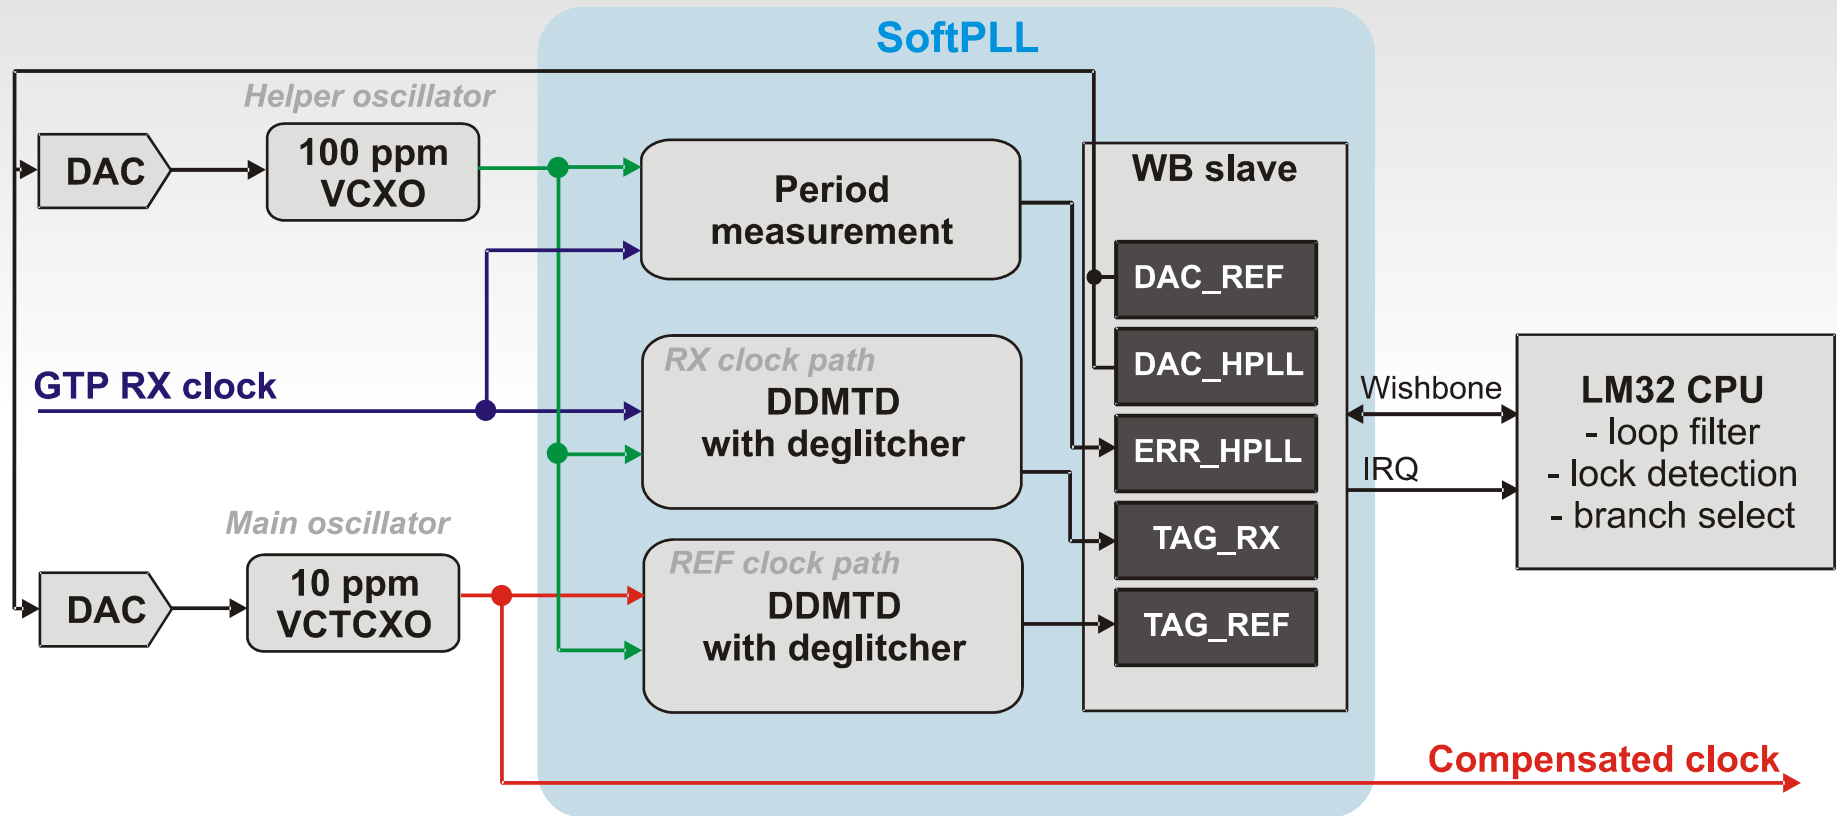 SoftPLL
Helper oscillator
DAC
100 ppm
VCXO
Period
measurement
WB slave
DAC_REF
DAC_HPLL
ERR_HPLL
TAG_RX
TAG_REF
GTP RX clock
RX clock path
DDMTD
with deglitcher
Wishbone
IRQ
LM32 CPU
- loop filter
- lock detection
- branch select
Main oscillator
DAC
10 ppm
VCTCXO
REF clock path
DDMTD
with deglitcher
Compensated clock